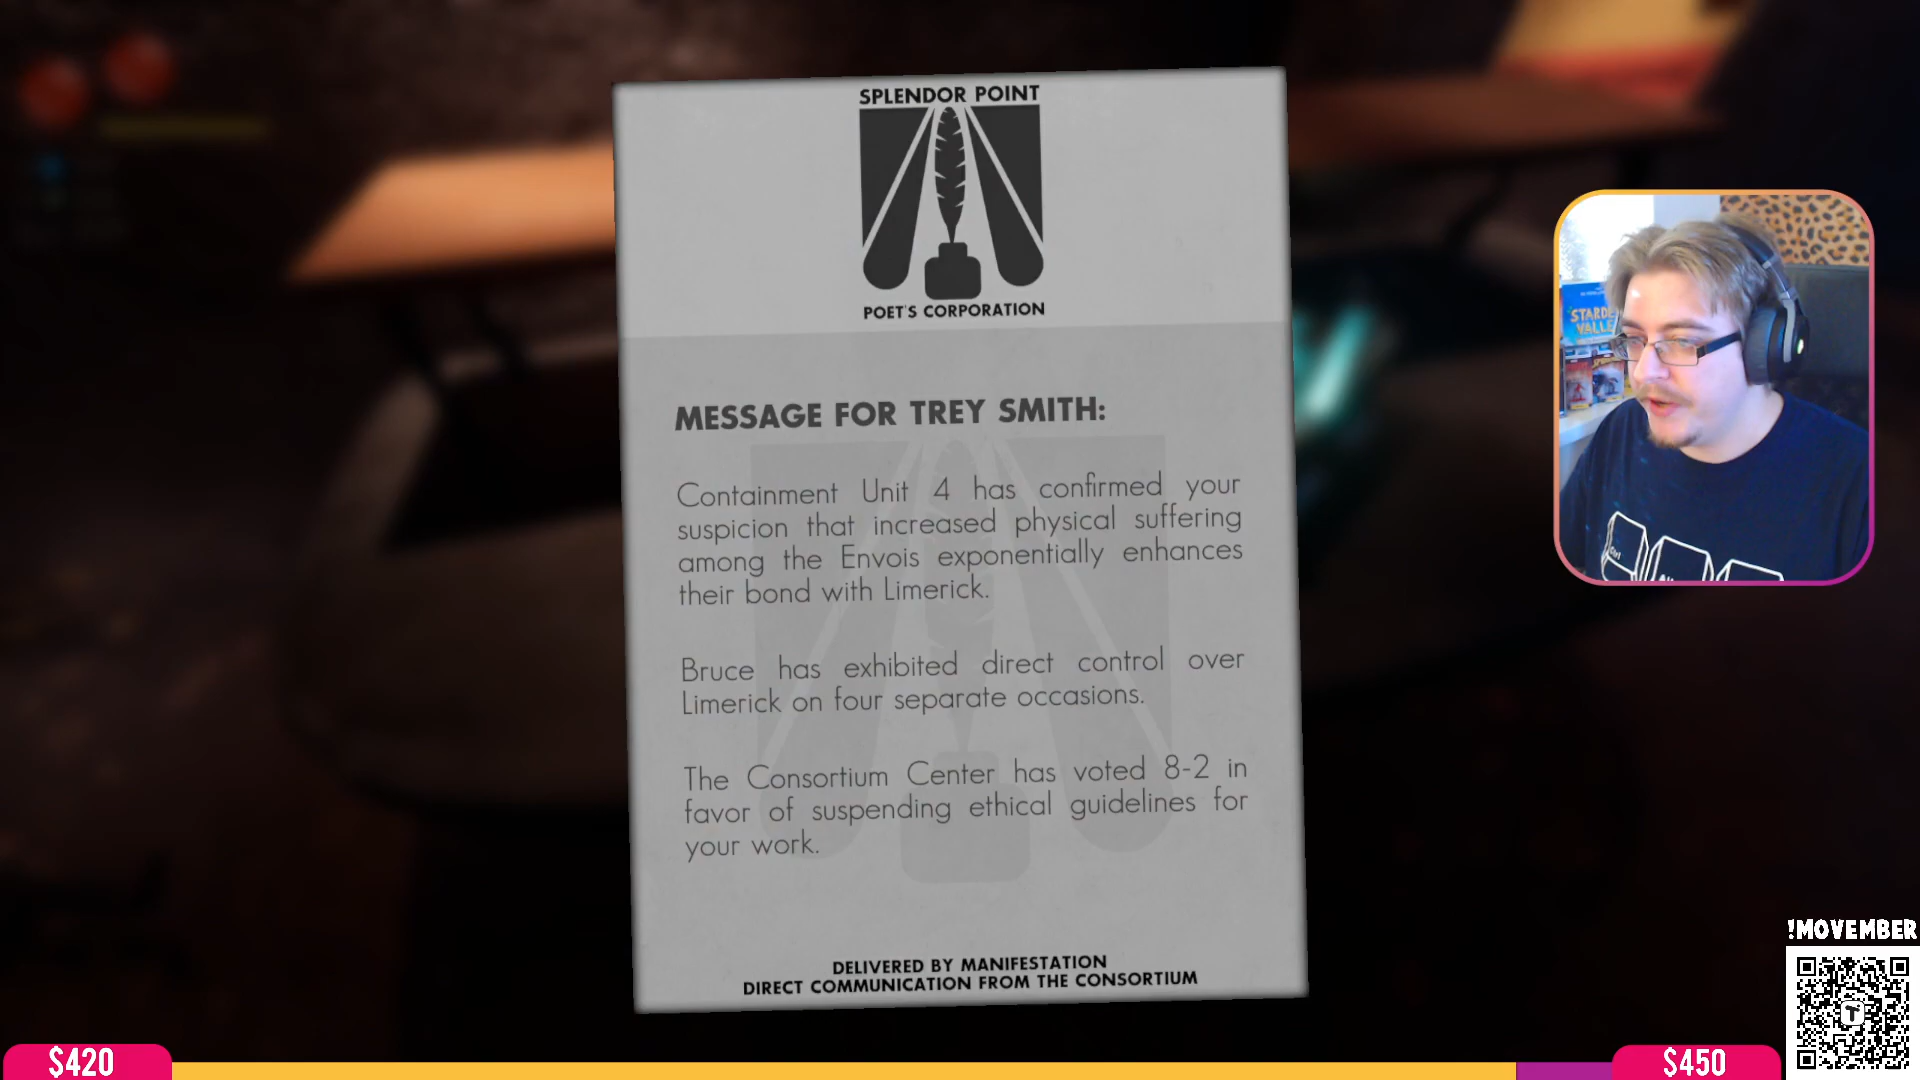 SPLENDOR POINT
POET'S CORPORATION
MESSAGE FOR TREY SMITH:
Containment Unit 4 has confirmed your
suspicion that increased physical suffering
among the Envois exponentially enhances
their bond with Limerick.
Bruce has exhibited direct control over
Limerick on four separate occasions.
The Consortium Center has voted 8-2 in
favor of suspending ethical guidelines for
your work.
DELIVERED BY MANIFESTATION
DIRECT COMMUNICATION FROM THE CONSORTIUM
STARDE
VALLE
Ctrl
!MOVEMBER
T
$420
$450